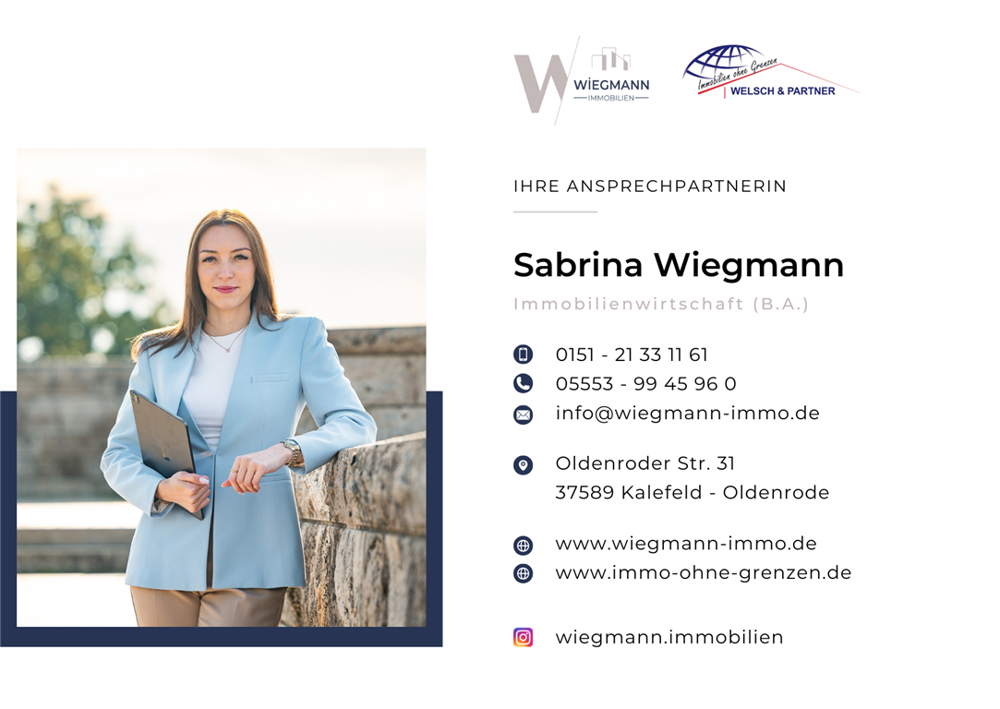 W
WIEGMANN
IMMOBILIEN
Immobilien ohne Grenzen
WELSCH & PARTNER
IHRE ANSPRECHPARTNERIN
Sabrina Wiegmann
Immobilienwirtschaft (B.A.)
0151 - 21 33 11 61
05553 - 99 45 96 0
info@wiegmann-immo.de
Oldenroder Str. 31
37589 Kalefeld - Oldenrode
www.wiegmann-immo.de
www.immo-ohne-grenzen.de
wiegmann.immobilien